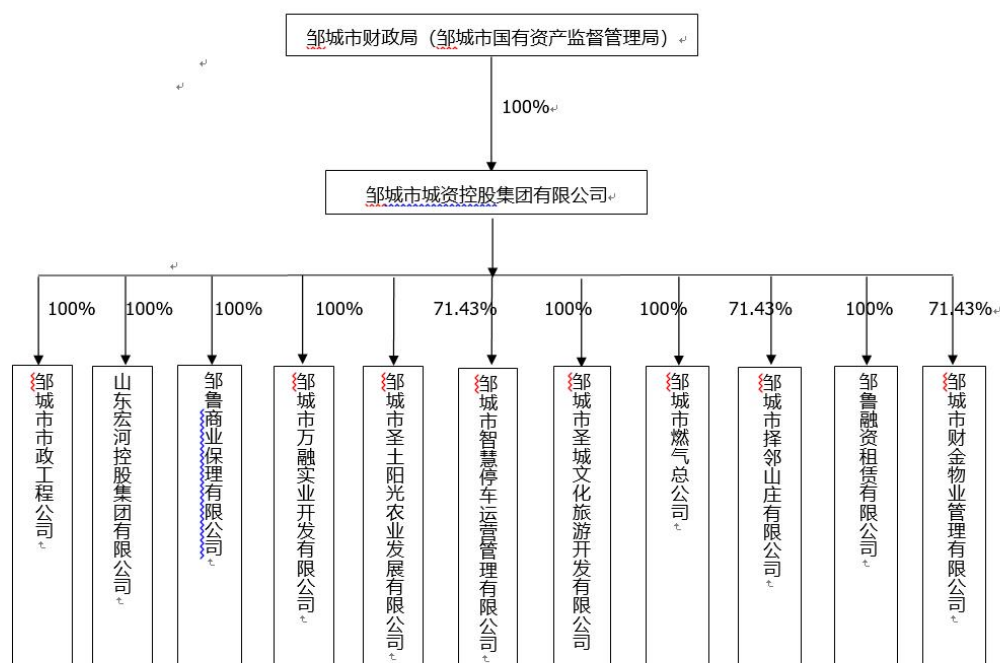 邹城市财政局（邹城市国有资产监督管理局）
100%
邹城市城资控股集团有限公司
100%
100%
100%
100%
71.43%
100%
100%
71.43%
100%
71.43%
邹城市市政工程公司
山东宏河控股集团有限公司
邹鲁商业保理有限公司
邹城市万融实业开发有限公司
邹城市圣土阳光农业发展有限公司
邹城市智慧停车运营管理有限公司
邹城市圣城文化旅游开发有限公司
邹城市燃气总公司
邹城市择邻山庄有限公司
邹鲁融资租赁有限公司
邹城市财金物业管理有限公司